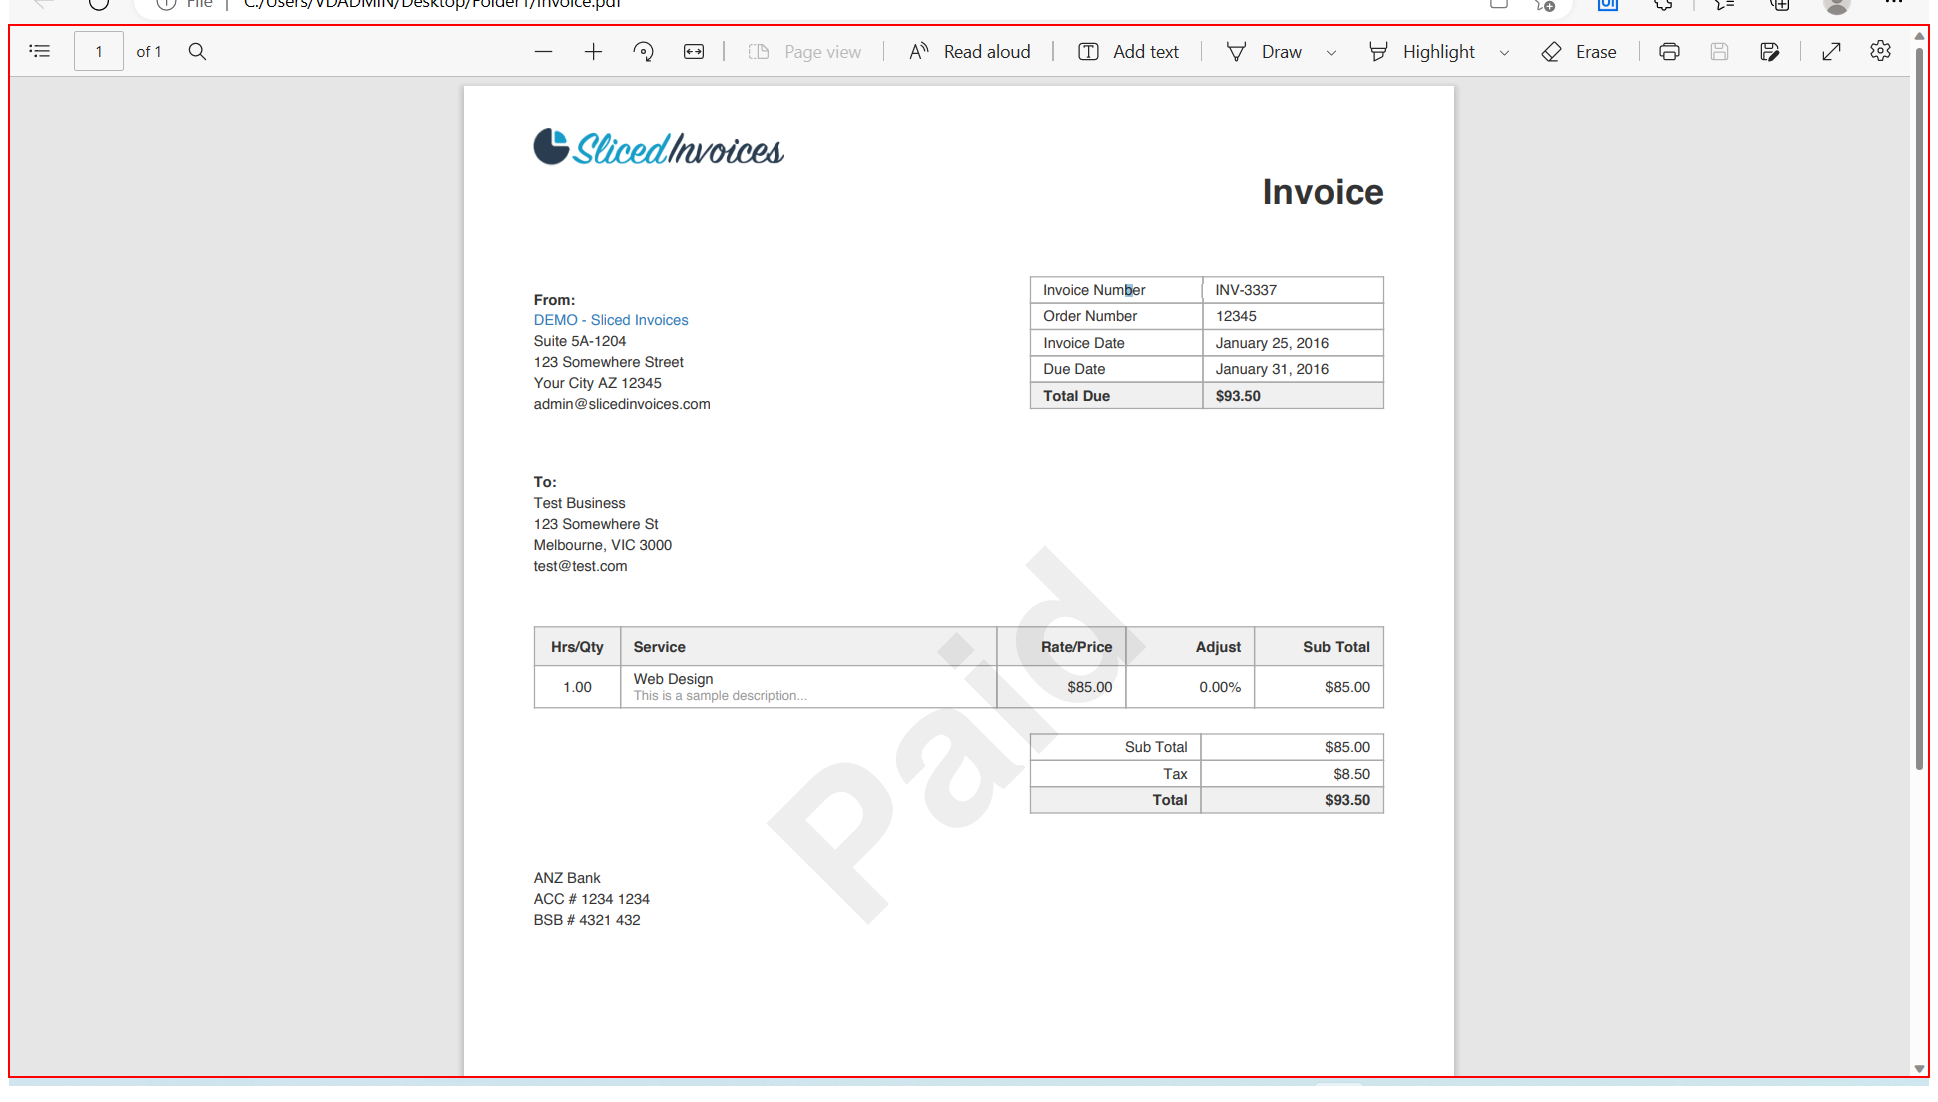 File | C:/Users/VDADMIN/Desktop/Folder1/Invoice.pdf
1 of 1 Page view Read aloud Add text Draw Highlight Erase
SlicedInvoices
Invoice
From:
DEMO - Sliced Invoices
Suite 5A-1204
123 Somewhere Street
Your City AZ 12345
admin@slicedinvoices.com
Invoice Number INV-3337
Order Number 12345
Invoice Date January 25, 2016
Due Date January 31, 2016
Total Due $93.50
To:
Test Business
123 Somewhere St
Melbourne, VIC 3000
test@test.com
Paid
Hrs/Qty Service Rate/Price Adjust Sub Total
1.00 Web Design $85.00 0.00% $85.00
This is a sample description...
Sub Total $85.00
Tax $8.50
Total $93.50
ANZ Bank
ACC # 1234 1234
BSB # 4321 432